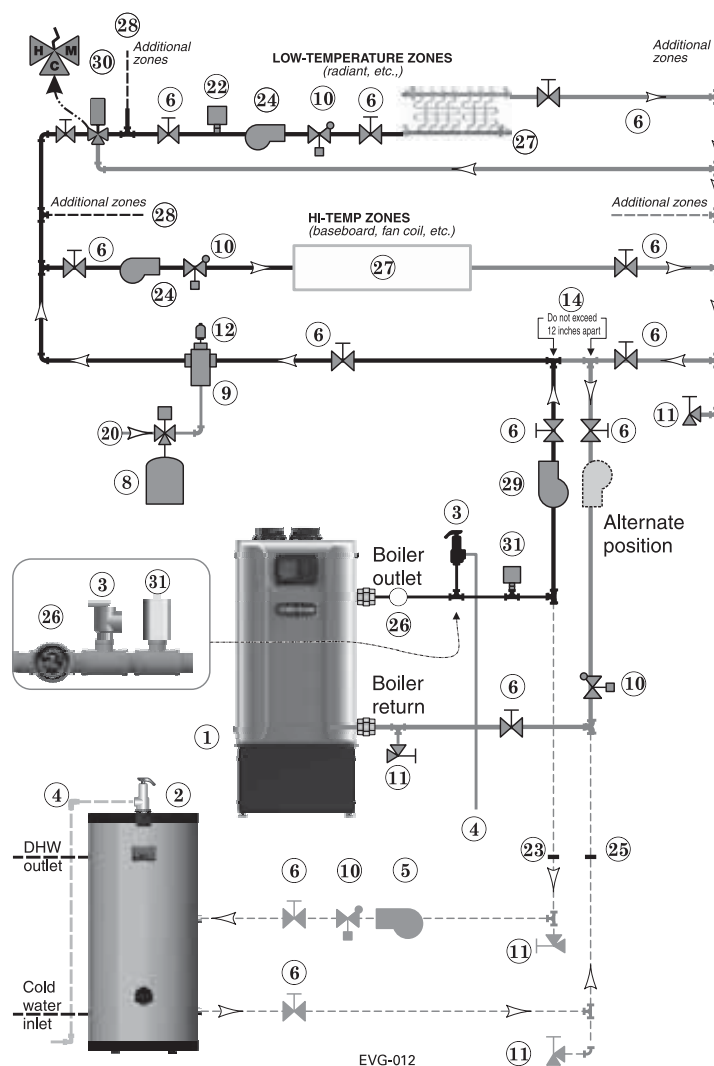 28
Additional zones
LOW-TEMPERATURE ZONES
(radiant, etc.,)
Additional zones
H M C
30
6
22
24
10
6
27
6
Additional zones
28
HI-TEMP ZONES
(baseboard, fan coil, etc.)
Additional zones
6
24
10
27
6
14
Do not exceed
12 inches apart
12
6
6
9
11
20
6
6
8
29
Alternate
position
3
31
Boiler
outlet
26
3
31
26
Boiler
return
6
10
1
11
4
4
2
23
25
DHW
outlet
6
10
5
11
6
Cold
water
inlet
11
EVG-012